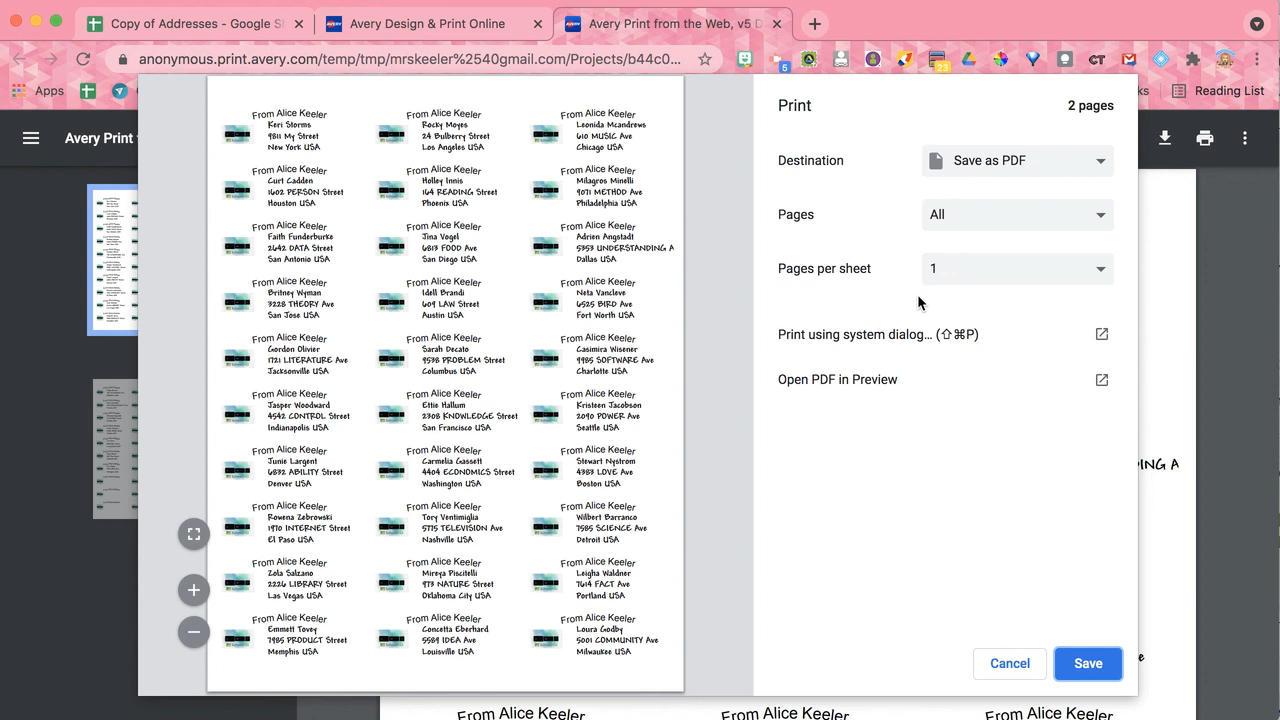 Copy of Addresses - Google S
Avery Design & Print Online
Avery Print from the Web, v5 D
anonymous.print.avery.com/temp/tmp/mrskeeler%2540gmail.com/Projects/b44c0...
5
23
CT
Apps
ks
Reading List
Avery Print
From Alice Keeler
Keri Storms
9811 My Street
New York USA
From Alice Keeler
Rocky Moyes
24 Bulberry Street
Los Angeles USA
From Alice Keeler
Leonida Mcandrews
610 MUSIC Ave
Chicago USA
From Alice Keeler
Curt Cadden
1602 PERSON Street
Houston USA
From Alice Keeler
Holley Innis
164 READING Street
Phoenix USA
From Alice Keeler
Milagros Minelli
9071 METHOD Ave
Philadelphia USA
From Alice Keeler
Faith Funderburke
2642 DATA Street
San Antonio USA
From Alice Keeler
Jina Vogel
6813 FOOD Ave
San Diego USA
From Alice Keeler
Adrien Angstadt
5353 UNDERSTANDING A
Dallas USA
From Alice Keeler
Britney Wyman
3228 THEORY Ave
San Jose USA
From Alice Keeler
Idell Brandi
609 LAW Street
Austin USA
From Alice Keeler
Neta Vancleve
6525 BIRD Ave
Fort Worth USA
From Alice Keeler
Gordon Olivier
1721 LITERATURE Ave
Jacksonville USA
From Alice Keeler
Sarah Decato
9538 PROBLEM Street
Columbus USA
From Alice Keeler
Casimira Wisener
9985 SOFTWARE Ave
Charlotte USA
From Alice Keeler
Jasper Woodward
4542 CONTROL Street
Indianapolis USA
From Alice Keeler
Ettie Hallum
2308 KNOWLEDGE Street
San Francisco USA
From Alice Keeler
Kristeen Jacobson
2090 POWER Ave
Seattle USA
From Alice Keeler
Junie Largent
6832 ABILITY Street
Denver USA
From Alice Keeler
Carmelia Gassett
4404 ECONOMICS Street
Washington USA
From Alice Keeler
Stewart Nystrom
4383 LOVE Ave
Boston USA
From Alice Keeler
Rowena Zebrowski
1970 INTERNET Street
El Paso USA
From Alice Keeler
Tory Ventimiglia
5775 TELEVISION Ave
Nashville USA
From Alice Keeler
Wilbert Barranco
7585 SCIENCE Ave
Detroit USA
From Alice Keeler
Zola Salzano
2226 LIBRARY Street
Las Vegas USA
From Alice Keeler
Mireya Piscitelli
973 NATURE Street
Oklahoma City USA
From Alice Keeler
Leigha Waldner
7614 FACT Ave
Portland USA
From Alice Keeler
Emmett Tovey
7985 PRODUCT Street
Memphis USA
From Alice Keeler
Concetta Eberhard
5589 IDEA Ave
Louisville USA
From Alice Keeler
Loura Godby
5001 COMMUNITY Ave
Milwaukee USA
Print
2 pages
Destination
Save as PDF
Pages
All
Pages per sheet
1
Print using system dialog... (⇧⌘P)
Open PDF in Preview
Cancel
Save
ING A
e
From Alice Keeler
From Alice Keeler
From Alice Keeler